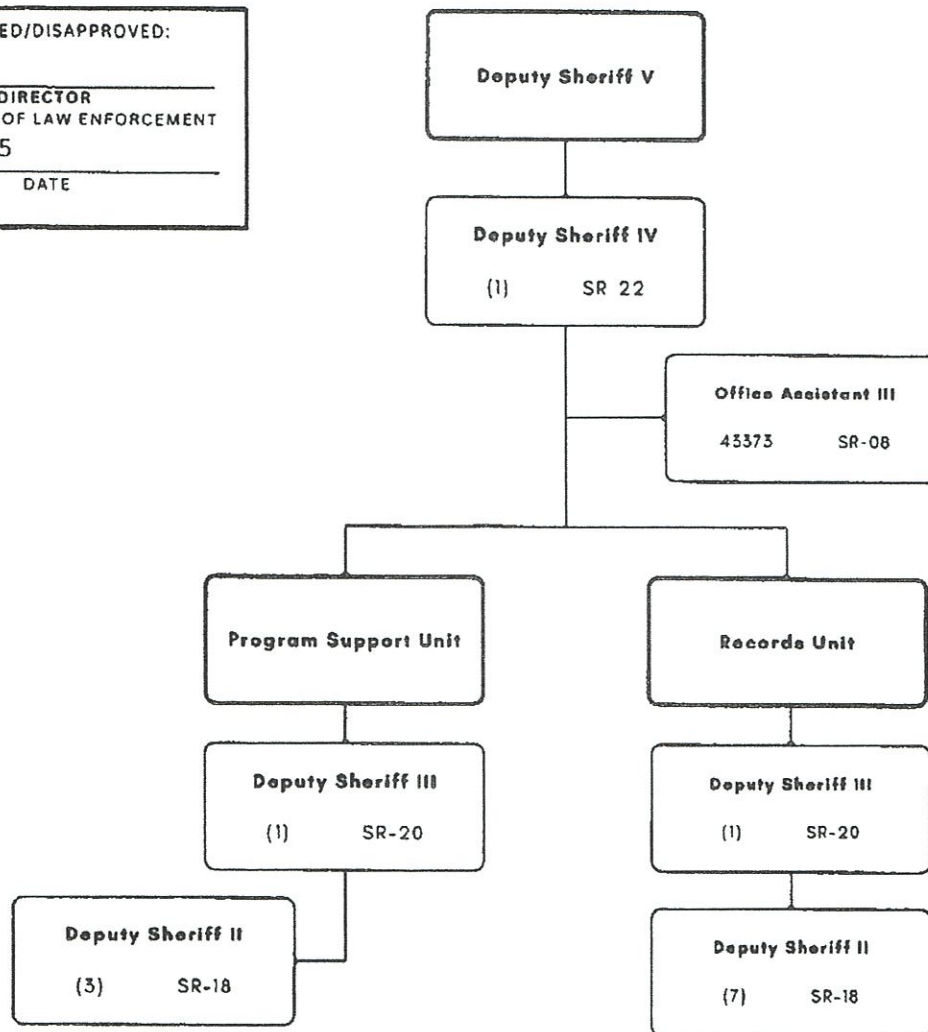 ED/DISAPPROVED:
DIRECTOR
OF LAW ENFORCEMENT
5
DATE
Deputy Sheriff V
Deputy Sheriff IV
(1) SR 22
Office Assistant III
43373 SR-08
Program Support Unit
Records Unit
Deputy Sheriff III
(1) SR-20
Deputy Sheriff III
(1) SR-20
Deputy Sheriff II
(3) SR-18
Deputy Sheriff II
(7) SR-18